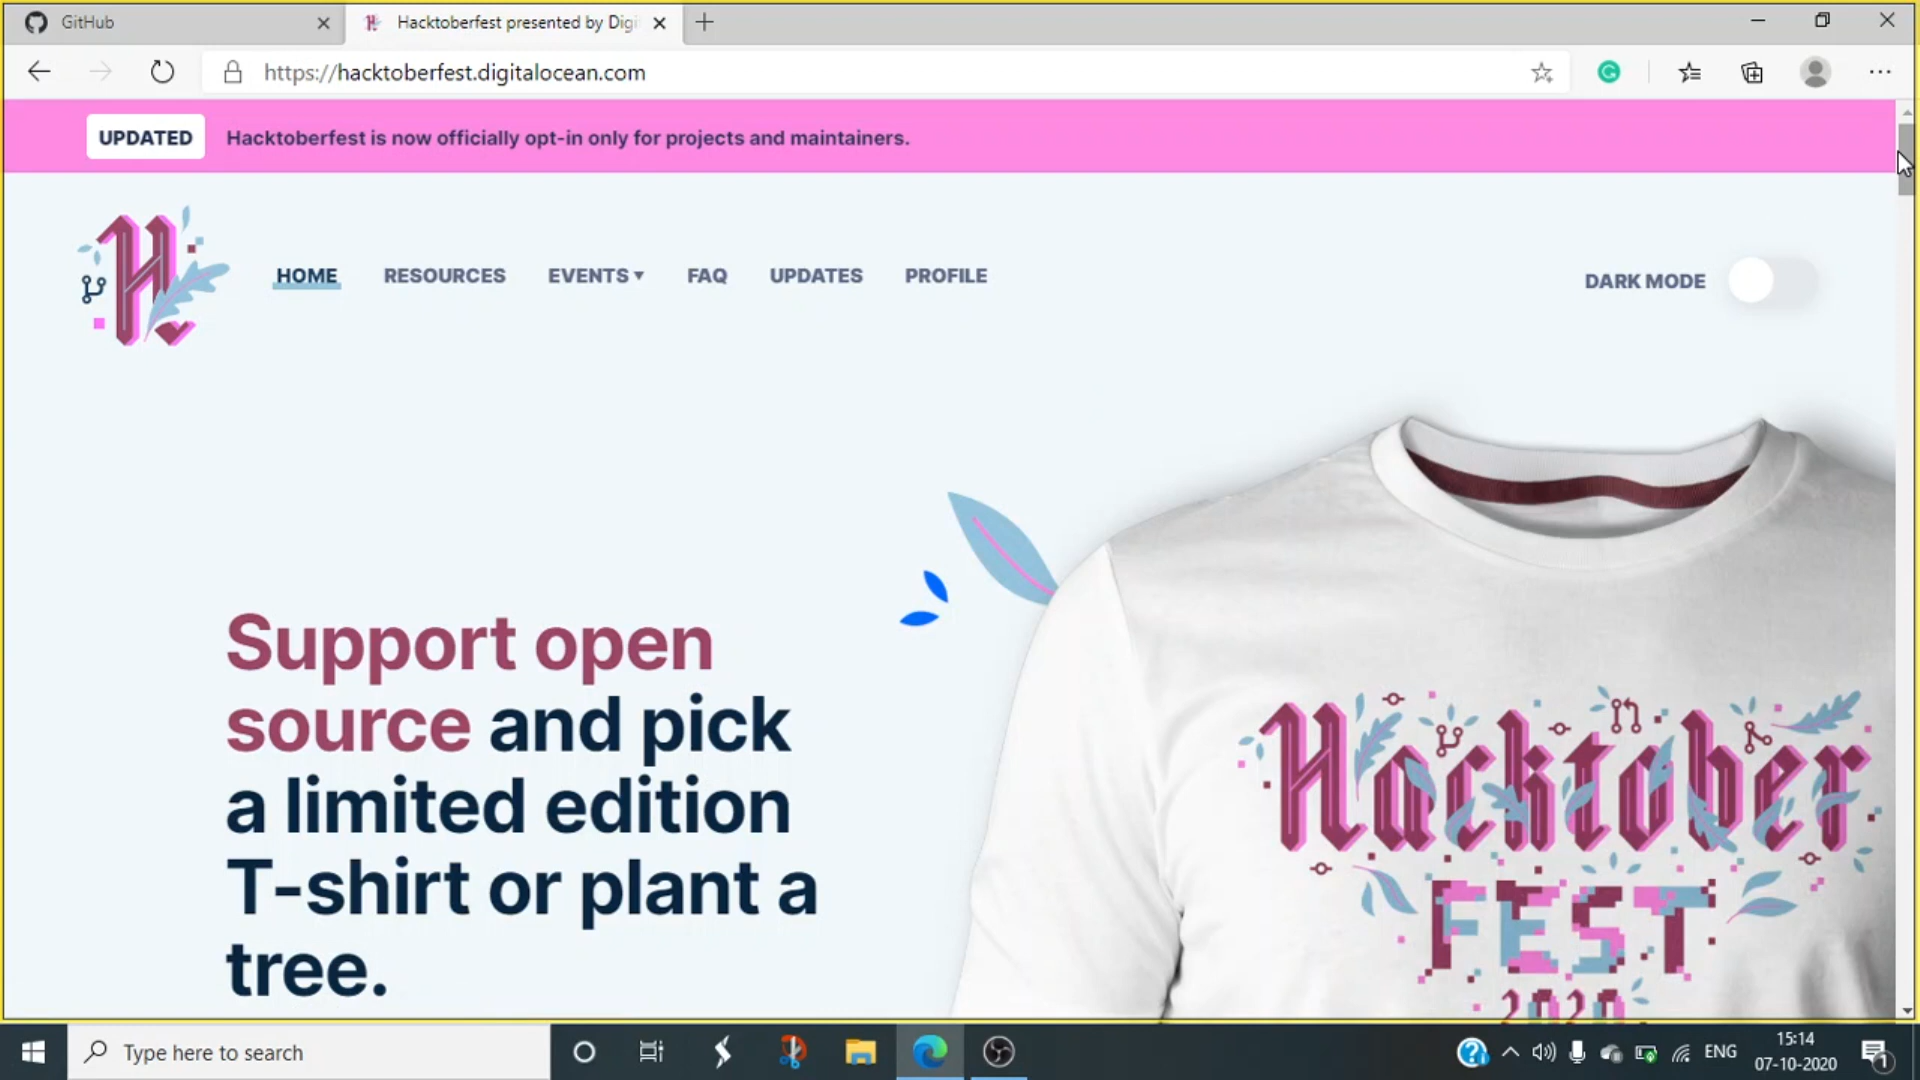 GitHub
Hacktoberfest presented by Digi
https://hacktoberfest.digitalocean.com
UPDATED
Hacktoberfest is now officially opt-in only for projects and maintainers.
H
HOME
RESOURCES
EVENTS
FAQ
UPDATES
PROFILE
DARK MODE
Support open
source and pick
a limited edition
T-shirt or plant a
tree.
Hacktober
FEST
2020
Type here to search
ENG
15:14
07-10-2020
1